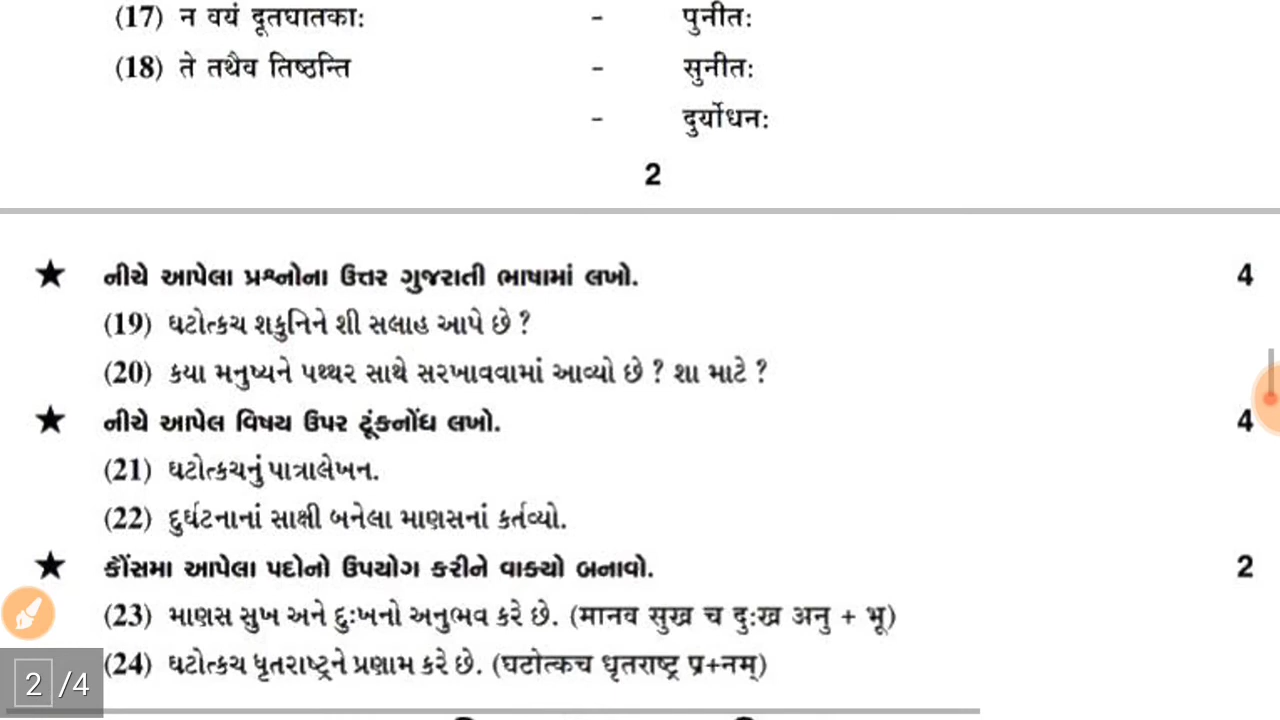 (17) न वयं दूतघातकाः - पुनीतः
(18) ते तथैव तिष्ठन्ति - सुनीतः
- दुर्योधनः
2
★ નીચે આપેલા પ્રશ્નોના ઉત્તર ગુજરાતી ભાષામાં લખો. 4
(19) ઘટોત્કચ શકુનિને શી સલાહ આપે છે ?
(20) કયા મનુષ્યને પથ્થર સાથે સરખાવવામાં આવ્યો છે ? શા માટે ?
★ નીચે આપેલ વિષય ઉપર ટૂંકનોંધ લખો. 4
(21) ઘટોત્કચનું પાત્રાલેખન.
(22) દુર્ઘટનાનાં સાક્ષી બનેલા માણસનાં કર્તવ્યો.
★ કૌંસમા આપેલા પદોનો ઉપયોગ કરીને વાક્યો બનાવો. 2
(23) માણસ સુખ અને દુઃખનો અનુભવ કરે છે. (मानव सुख च दुःख अनु + भू)
(24) ઘટોત્કચ ધૃતરાષ્ટ્રને પ્રણામ કરે છે. (घटोत्कच धृतराष्ट्र प्र+नम्)
2 /4